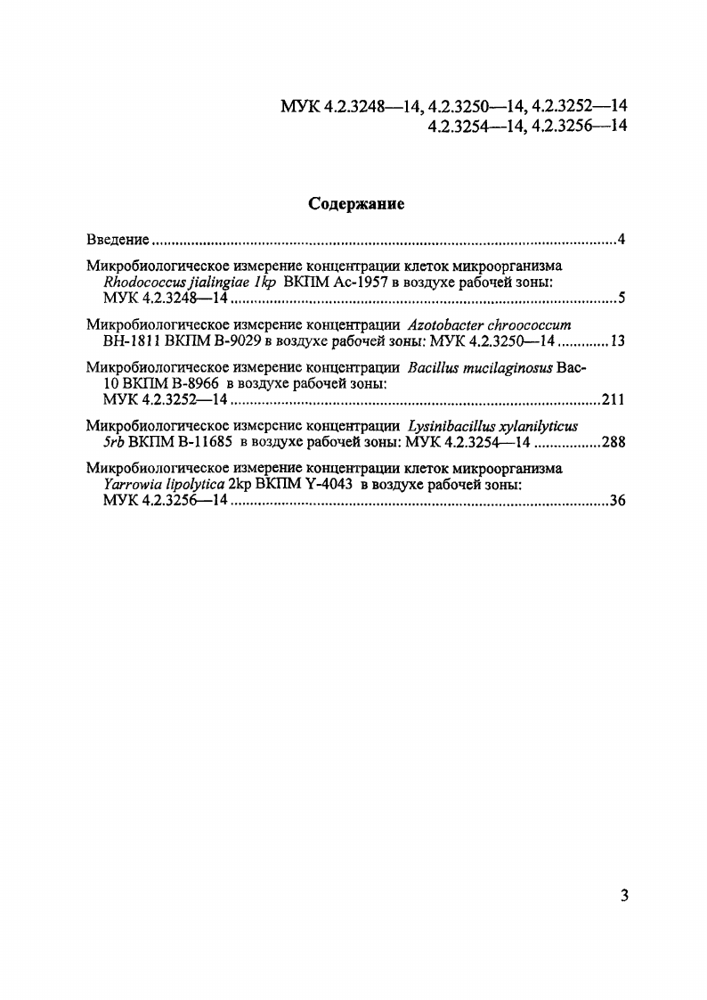 МУК 4.2.3248—14, 4.2.3250—14, 4.2.3252—14
4.2.3254—14, 4.2.3256—14
Содержание
Введение....................4
Микробиологическое измерение концентрации клеток микроорганизма
Rhodococcus jialingiae 1кр ВКПМ Ас-1957 в воздухе рабочей зоны:
МУК 4.2.3248—14....................5
Микробиологическое измерение концентрации Azotobacter chroococcum
ВН-1811 ВКПМ В-9029 в воздухе рабочей зоны: МУК 4.2.3250—14.............13
Микробиологическое измерение концентрации Bacillus mucilaginosus Bac-
10 ВКПМ В-8966 в воздухе рабочей зоны:
МУК 4.2.3252—14....................211
Микробиологическое измерение концентрации Lysinibacillus xylanilyticus
5rb ВКПМ В-11685 в воздухе рабочей зоны: МУК 4.2.3254—14.................288
Микробиологическое измерение концентрации клеток микроорганизма
Yarrowia lipolytica 2кр ВКПМ Y-4043 в воздухе рабочей зоны:
МУК 4.2.3256—14....................36
3